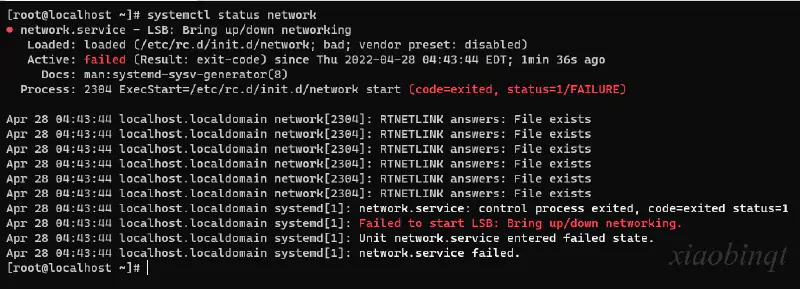 [root@localhost ~]# systemctl status network
● network.service - LSB: Bring up/down networking
Loaded: loaded (/etc/rc.d/init.d/network; bad; vendor preset: disabled)
Active: failed (Result: exit-code) since Thu 2022-04-28 04:43:44 EDT; 1min 36s ago
Docs: man:systemd-sysv-generator(8)
Process: 2304 ExecStart=/etc/rc.d/init.d/network start (code=exited, status=1/FAILURE)
Apr 28 04:43:44 localhost.localdomain network[2304]: RTNETLINK answers: File exists
Apr 28 04:43:44 localhost.localdomain network[2304]: RTNETLINK answers: File exists
Apr 28 04:43:44 localhost.localdomain network[2304]: RTNETLINK answers: File exists
Apr 28 04:43:44 localhost.localdomain network[2304]: RTNETLINK answers: File exists
Apr 28 04:43:44 localhost.localdomain network[2304]: RTNETLINK answers: File exists
Apr 28 04:43:44 localhost.localdomain network[2304]: RTNETLINK answers: File exists
Apr 28 04:43:44 localhost.localdomain systemd[1]: network.service: control process exited, code=exited status=1
Apr 28 04:43:44 localhost.localdomain systemd[1]: Failed to start LSB: Bring up/down networking.
Apr 28 04:43:44 localhost.localdomain systemd[1]: Unit network.service entered failed state.
Apr 28 04:43:44 localhost.localdomain systemd[1]: network.service failed.
[root@localhost ~]#
xiaobinqt